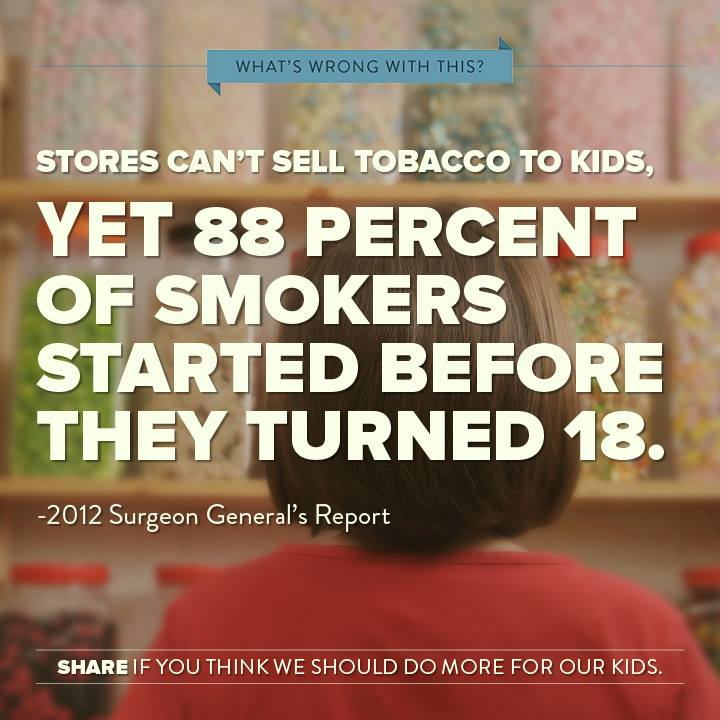 WHAT'S WRONG WITH THIS?
STORES CAN'T SELL TOBACCO TO KIDS,
YET 88 PERCENT
OF SMOKERS
STARTED BEFORE
THEY TURNED 18.
-2012 Surgeon General's Report
SHARE IF YOU THINK WE SHOULD DO MORE FOR OUR KIDS.